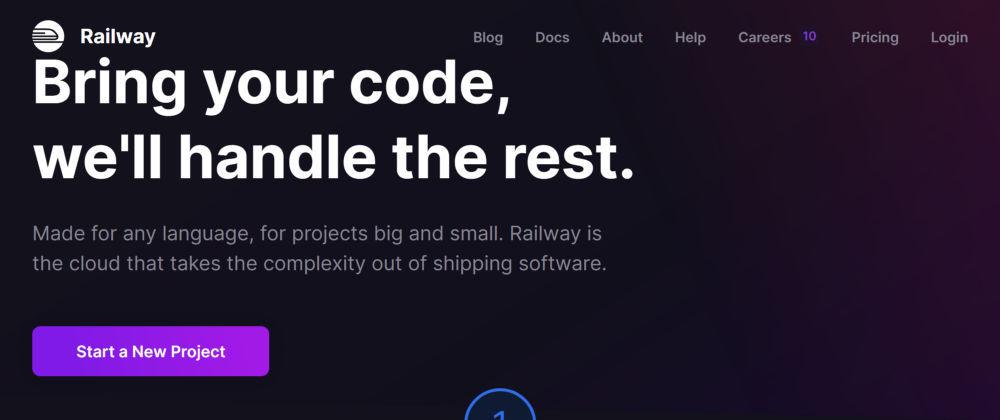 Railway
Blog Docs About Help Careers 10 Pricing Login
Bring your code,
we'll handle the rest.
Made for any language, for projects big and small. Railway is
the cloud that takes the complexity out of shipping software.
Start a New Project
1